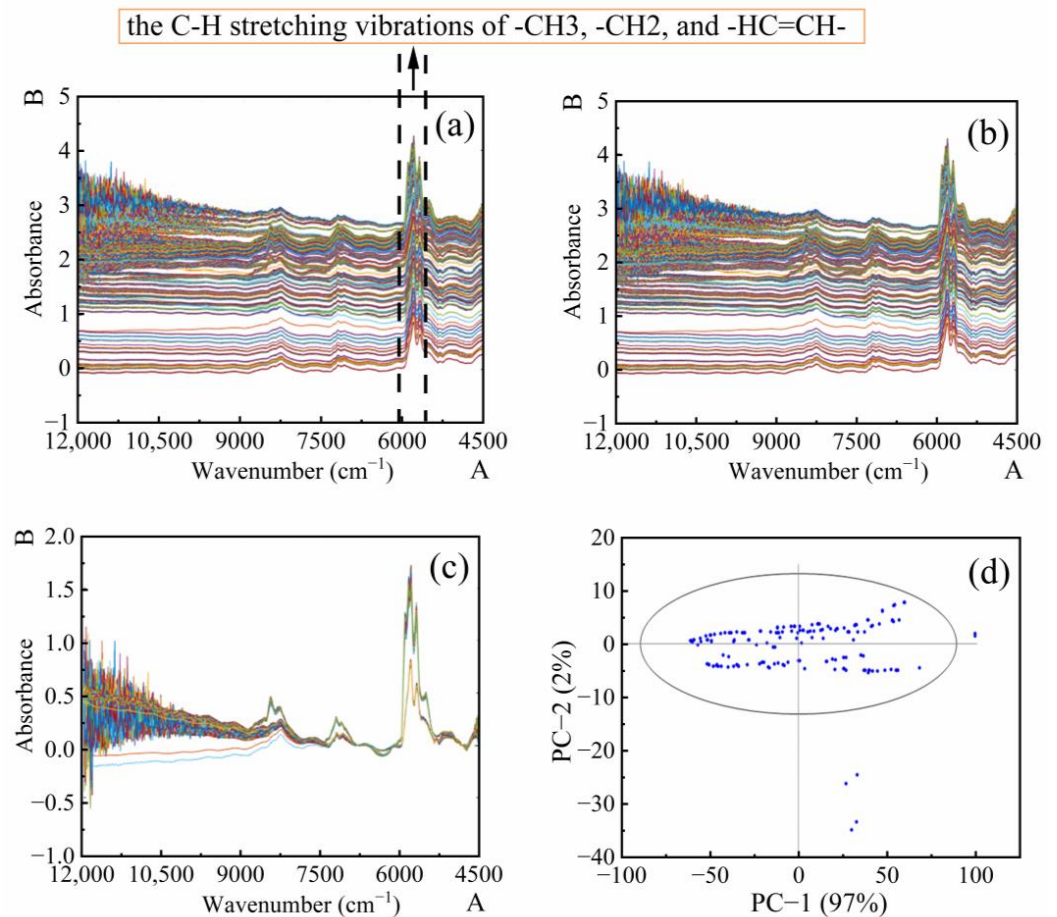 the C-H stretching vibrations of -CH3, -CH2, and -HC=CH-
B
(a)
5
4
3
2
1
0
−1
Absorbance
12,000 10,500 9000 7500 6000 4500
Wavenumber (cm−1) A
B
(b)
5
4
3
2
1
0
−1
Absorbance
12,000 10,500 9000 7500 6000 4500
Wavenumber (cm−1) A
B
(c)
2.0
1.5
1.0
0.5
0.0
−0.5
−1.0
Absorbance
12,000 10,500 9000 7500 6000 4500
Wavenumber (cm−1) A
(d)
20
10
0
−10
−20
−30
−40
PC−2 (2%)
−100 −50 0 50 100
PC−1 (97%)